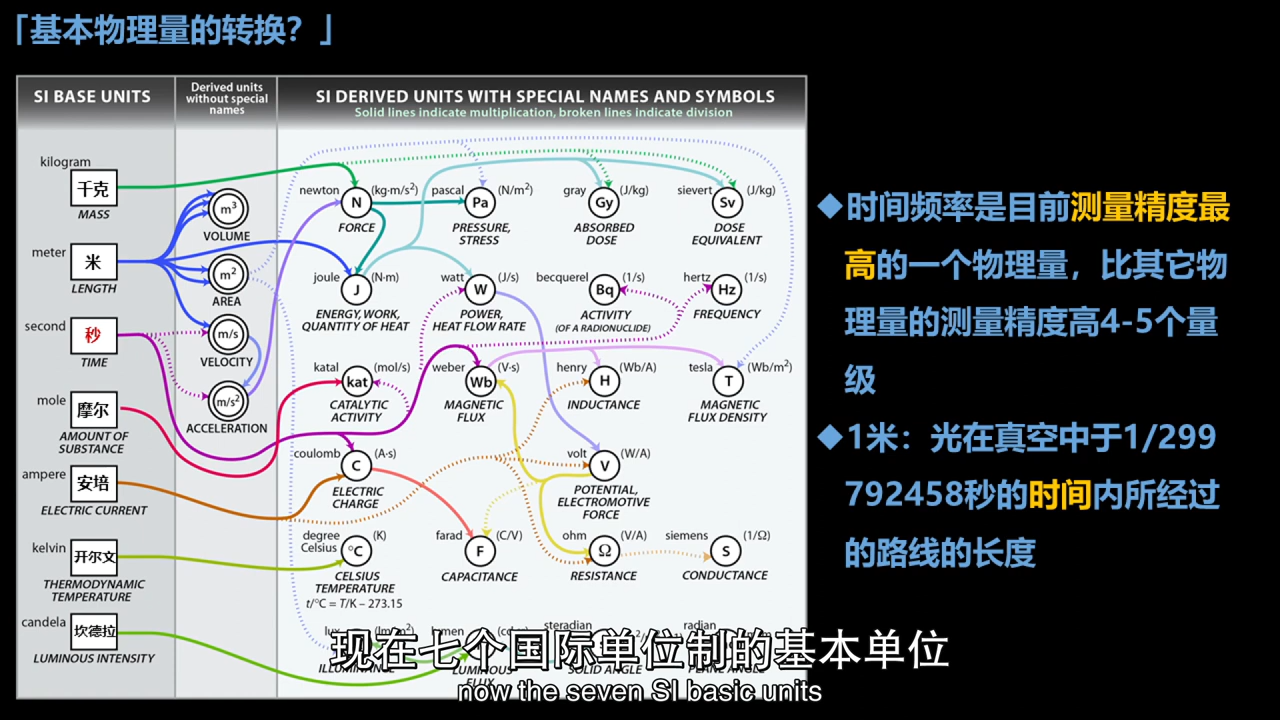 「基本物理量的转换？」
SI BASE UNITS
Derived units
without special
names
SI DERIVED UNITS WITH SPECIAL NAMES AND SYMBOLS
Solid lines indicate multiplication, broken lines indicate division
kilogram
千克
MASS
meter
米
LENGTH
second
秒
TIME
mole
摩尔
AMOUNT OF
SUBSTANCE
ampere
安培
ELECTRIC CURRENT
kelvin
开尔文
THERMODYNAMIC
TEMPERATURE
candela
坎德拉
LUMINOUS INTENSITY
m³
VOLUME
m²
AREA
m/s
VELOCITY
m/s²
ACCELERATION
newton (kg·m/s²)
N
FORCE
pascal (N/m²)
Pa
PRESSURE,
STRESS
gray (J/kg)
Gy
ABSORBED
DOSE
sievert (J/kg)
Sv
DOSE
EQUIVALENT
joule (N·m)
J
ENERGY, WORK,
QUANTITY OF HEAT
watt (J/s)
W
POWER,
HEAT FLOW RATE
becquerel (1/s)
Bq
ACTIVITY
(OF A RADIONUCLIDE)
hertz (1/s)
Hz
FREQUENCY
katal (mol/s)
kat
CATALYTIC
ACTIVITY
weber (V·s)
Wb
MAGNETIC
FLUX
henry (Wb/A)
H
INDUCTANCE
tesla (Wb/m²)
T
MAGNETIC
FLUX DENSITY
coulomb (A·s)
C
ELECTRIC
CHARGE
volt (W/A)
V
POTENTIAL,
ELECTROMOTIVE
FORCE
degree
Celsius (K)
°C
CELSIUS
TEMPERATURE
t/°C = T/K – 273.15
farad (C/V)
F
CAPACITANCE
ohm (V/A)
Ω
RESISTANCE
siemens (1/Ω)
S
CONDUCTANCE
steradian
radian
◆时间频率是目前测量精度最
高的一个物理量，比其它物
理量的测量精度高4-5个量
级
◆1米：光在真空中于1/299
792458秒的时间内所经过
的路线的长度
现在七个国际单位制的基本单位
now the seven SI basic units